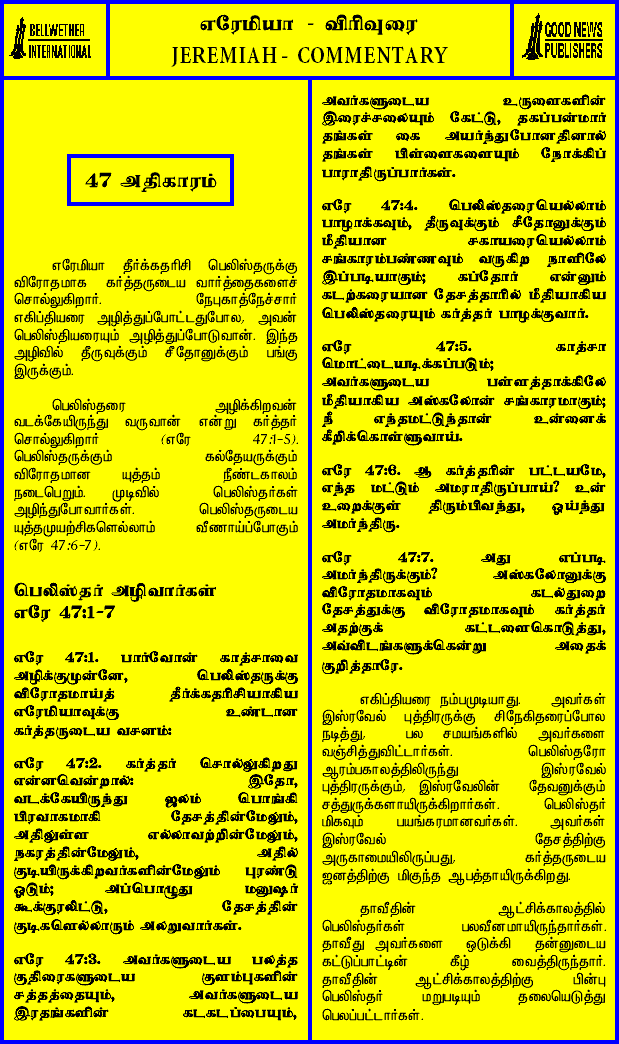 BELLWETHER
INTERNATIONAL
எரேமியா - விரிவுரை
JEREMIAH - COMMENTARY
GOOD NEWS
PUBLISHERS
47 அதிகாரம்
எரேமியா தீர்க்கதரிசி பெலிஸ்தருக்கு
விரோதமாக கர்த்தருடைய வார்த்தைகளைச்
சொல்லுகிறார். நேபுகாத்நேச்சார்
எகிப்தியரை அழித்துப்போட்டதுபோல, அவன்
பெலிஸ்தியரையும் அழித்துப்போடுவான். இந்த
அழிவில் தீருவுக்கும் சீதோனுக்கும் பங்கு
இருக்கும்.
பெலிஸ்தரை அழிக்கிறவன்
வடக்கேயிருந்து வருவான் என்று கர்த்தர்
சொல்லுகிறார் (எரே 47:1-5).
பெலிஸ்தருக்கும் கல்தேயருக்கும்
விரோதமான யுத்தம் நீண்டகாலம்
நடைபெறும். முடிவில் பெலிஸ்தர்கள்
அழிந்துபோவார்கள். பெலிஸ்தருடைய
யுத்தமுயற்சிகளெல்லாம் வீணாய்ப்போகும்
(எரே 47:6-7).
பெலிஸ்தர் அழிவார்கள்
எரே 47:1-7
எரே 47:1. பார்வோன் காத்சாவை
அழிக்குமுன்னே, பெலிஸ்தருக்கு
விரோதமாய்த் தீர்க்கதரிசியாகிய
எரேமியாவுக்கு உண்டான
கர்த்தருடைய வசனம்:
எரே 47:2. கர்த்தர் சொல்லுகிறது
என்னவென்றால்: இதோ,
வடக்கேயிருந்து ஜலம் பொங்கி
பிரவாகமாகி தேசத்தின்மேலும்,
அதிலுள்ள எல்லாவற்றின்மேலும்,
நகரத்தின்மேலும், அதில்
குடியிருக்கிறவர்களின்மேலும் புரண்டு
ஓடும்; அப்பொழுது மனுஷர்
கூக்குரலிட்டு, தேசத்தின்
குடிகளெல்லாரும் அலறுவார்கள்.
எரே 47:3. அவர்களுடைய பலத்த
குதிரைகளுடைய குளம்புகளின்
சத்தத்தையும், அவர்களுடைய
இரதங்களின் கடகடப்பையும்,
அவர்களுடைய உருளைகளின்
இரைச்சலையும் கேட்டு, தகப்பன்மார்
தங்கள் கை அயர்ந்துபோனதினால்
தங்கள் பிள்ளைகளையும் நோக்கிப்
பாராதிருப்பார்கள்.
எரே 47:4. பெலிஸ்தரையெல்லாம்
பாழாக்கவும், தீருவுக்கும் சீதோனுக்கும்
மீதியான சகாயரையெல்லாம்
சங்காரம்பண்ணவும் வருகிற நாளிலே
இப்படியாகும்; கப்தோர் என்னும்
கடற்கரையான தேசத்தாரில் மீதியாகிய
பெலிஸ்தரையும் கர்த்தர் பாழக்குவார்.
எரே 47:5. காத்சா
மொட்டையடிக்கப்படும்;
அவர்களுடைய பள்ளத்தாக்கிலே
மீதியாகிய அஸ்கலோன் சங்காரமாகும்;
நீ எந்தமட்டுந்தான் உன்னைக்
கீறிக்கொள்ளுவாய்.
எரே 47:6. ஆ கர்த்தரின் பட்டயமே,
எந்த மட்டும் அமராதிருப்பாய்? உன்
உறைக்குள் திரும்பிவந்து, ஓய்ந்து
அமர்ந்திரு.
எரே 47:7. அது எப்படி
அமர்ந்திருக்கும்? அஸ்கலோனுக்கு
விரோதமாகவும் கடல்துறை
தேசத்துக்கு விரோதமாகவும் கர்த்தர்
அதற்குக் கட்டளைகொடுத்து,
அவ்விடங்களுக்கென்று அதைக்
குறித்தாரே.
எகிப்தியரை நம்பமுடியாது. அவர்கள்
இஸ்ரவேல் புத்திரருக்கு சிநேகிதரைப்போல
நடித்து, பல சமயங்களில் அவர்களை
வஞ்சித்துவிட்டார்கள். பெலிஸ்தரோ
ஆரம்பகாலத்திலிருந்து இஸ்ரவேல்
புத்திரருக்கும், இஸ்ரவேலின் தேவனுக்கும்
சத்துருக்களாயிருக்கிறார்கள். பெலிஸ்தர்
மிகவும் பயங்கரமானவர்கள். அவர்கள்
இஸ்ரவேல் தேசத்திற்கு
அருகாமையிலிருப்பது, கர்த்தருடைய
ஜனத்திற்கு மிகுந்த ஆபத்தாயிருக்கிறது.
தாவீதின் ஆட்சிக்காலத்தில்
பெலிஸ்தர்கள் பலவீனமாயிருந்தார்கள்.
தாவீது அவர்களை ஒடுக்கி தன்னுடைய
கட்டுப்பாட்டின் கீழ் வைத்திருந்தார்.
தாவீதின் ஆட்சிக்காலத்திற்கு பின்பு
பெலிஸ்தர் மறுபடியும் தலையெடுத்து
பெலப்பட்டார்கள்.